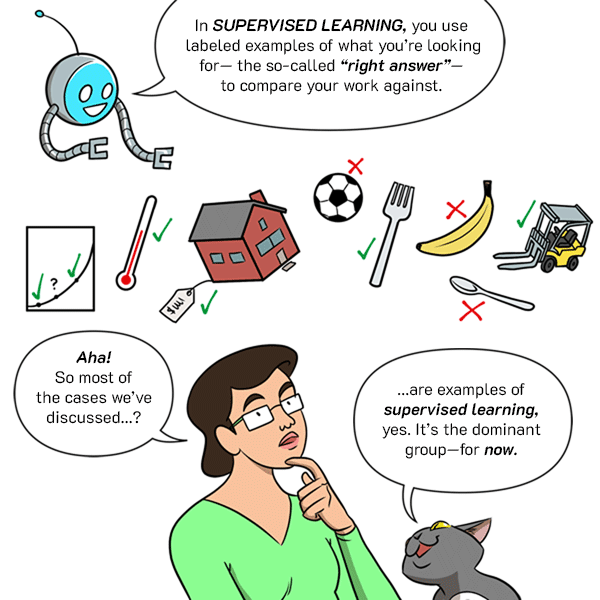 In SUPERVISED LEARNING, you use
labeled examples of what you're looking
for— the so-called "right answer"—
to compare your work against.
?
Aha!
So most of
the cases we've
discussed...?
...are examples of
supervised learning,
yes. It's the dominant
group—for now.